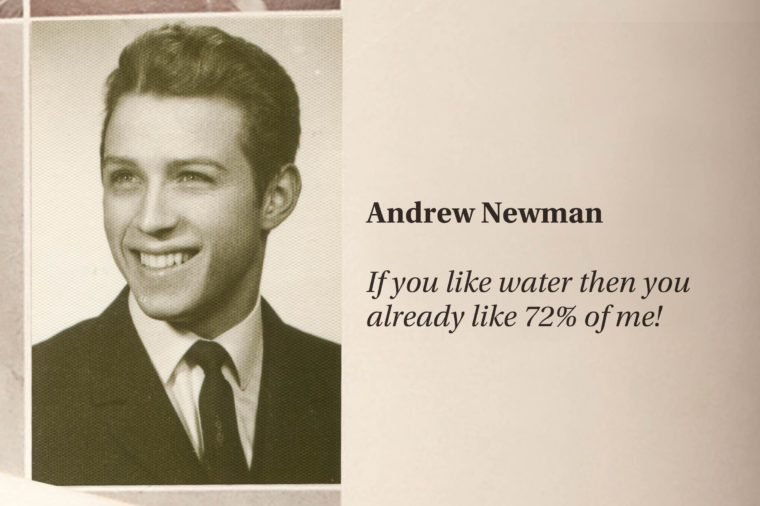 Andrew Newman
If you like water then you
already like 72% of me!